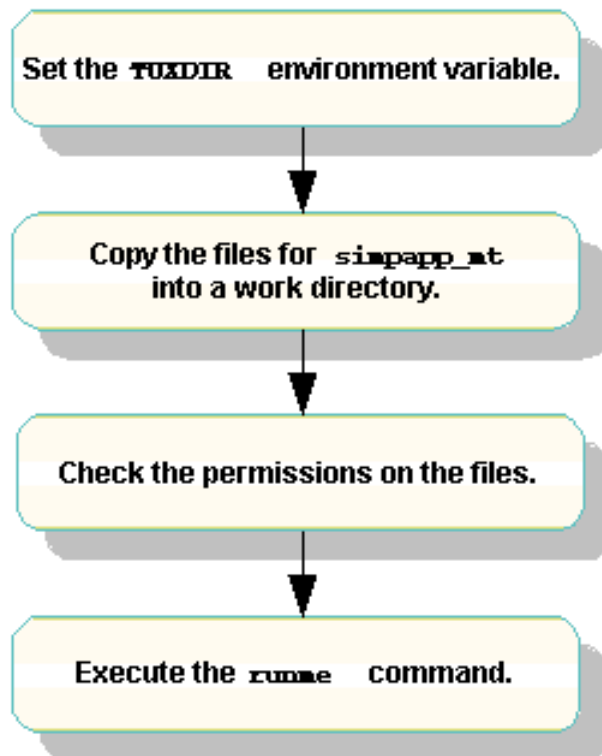 Set the TUXDIR environment variable.
Copy the files for simpapp_mt
into a work directory.
Check the permissions on the files.
Execute the runme command.